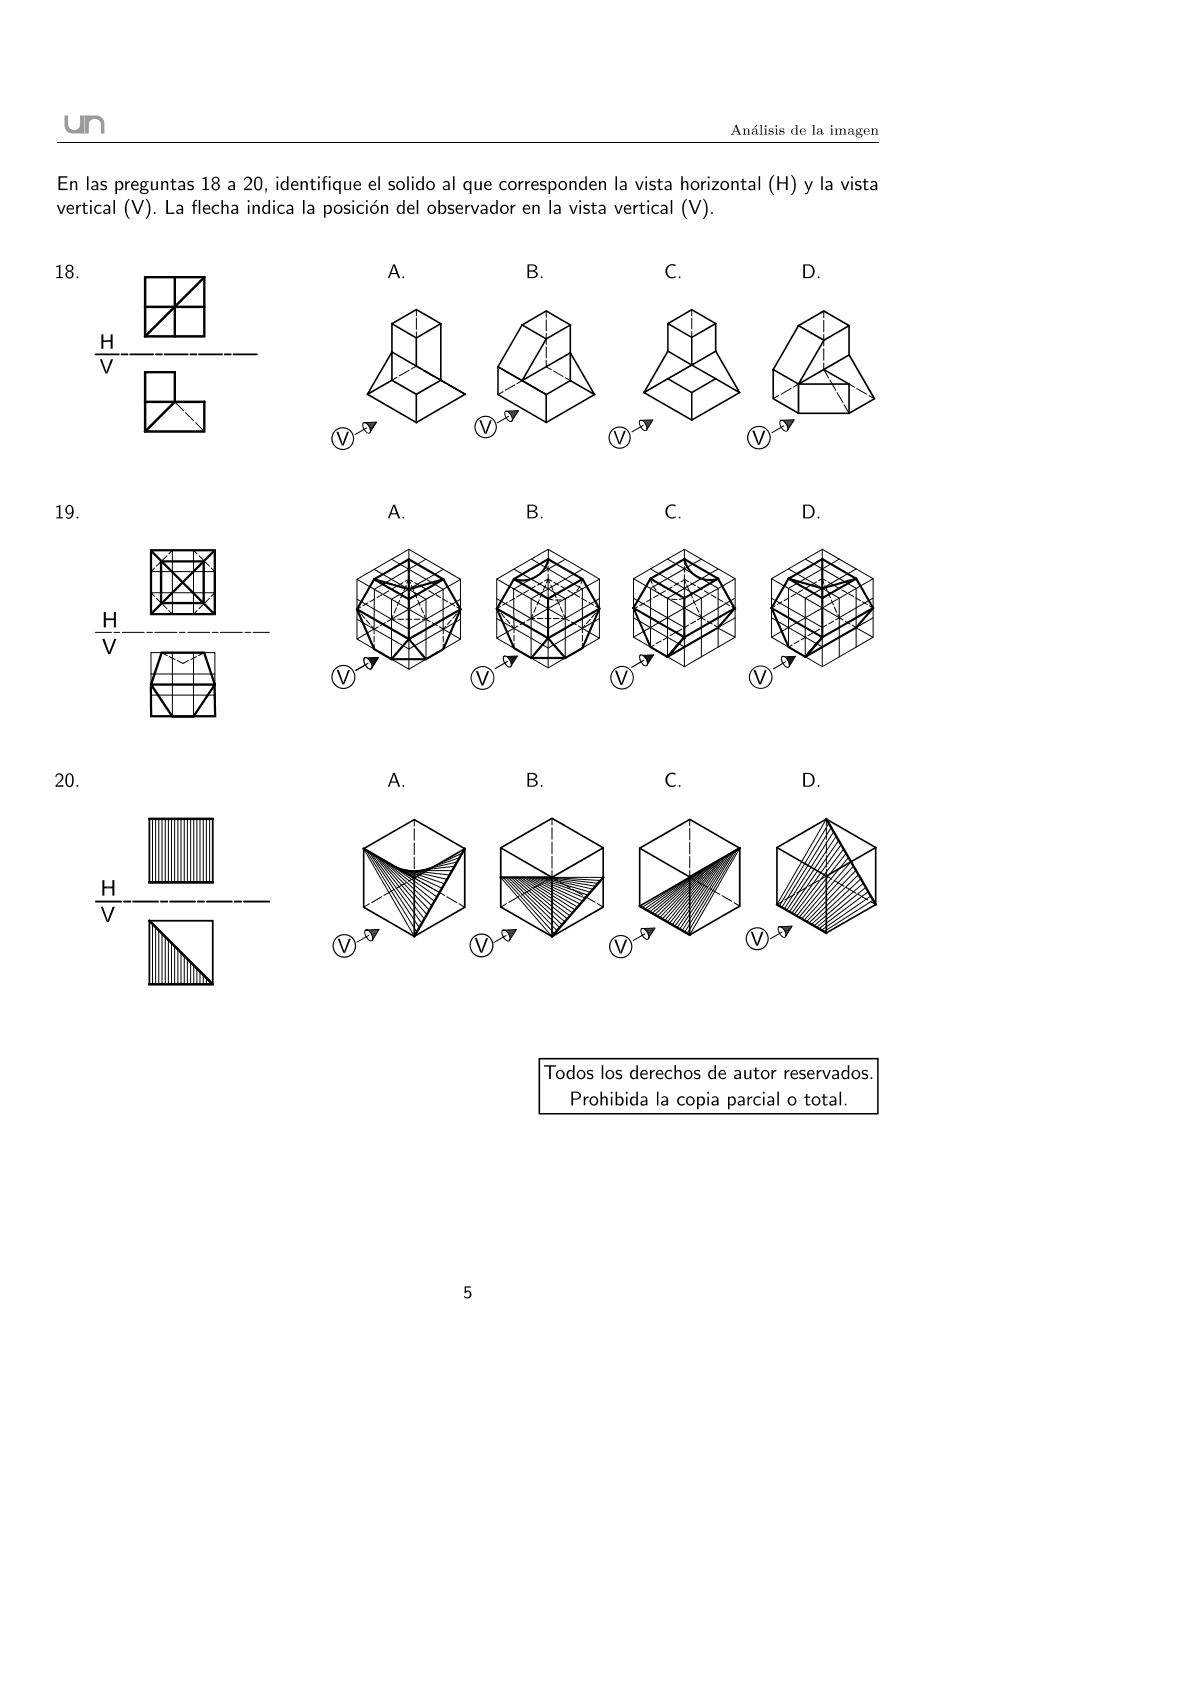 un
Análisis de la imagen
En las preguntas 18 a 20, identifique el solido al que corresponden la vista horizontal (H) y la vista
vertical (V). La flecha indica la posición del observador en la vista vertical (V).
18.
A.
B.
C.
D.
H
V
V
V
V
V
19.
A.
B.
C.
D.
H
V
V
V
V
V
20.
A.
B.
C.
D.
H
V
V
V
V
V
Todos los derechos de autor reservados.
Prohibida la copia parcial o total.
5